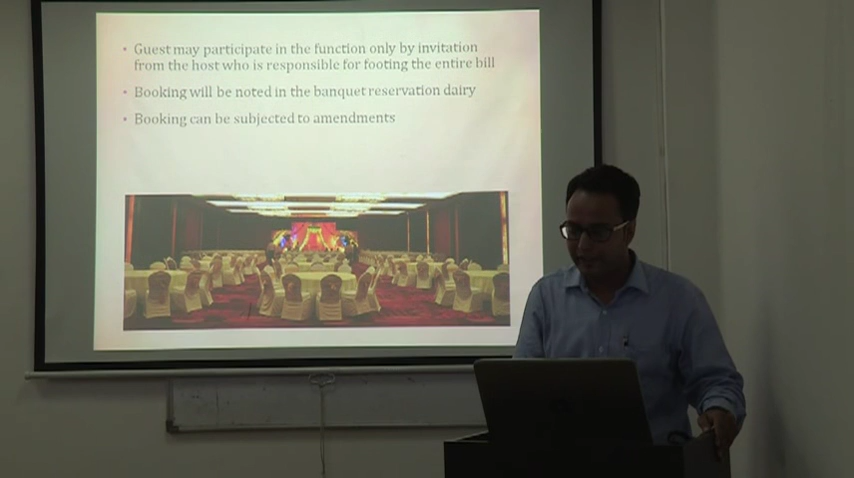 • Guest may participate in the function only by invitation
from the host who is responsible for footing the entire bill
• Booking will be noted in the banquet reservation dairy
• Booking can be subjected to amendments